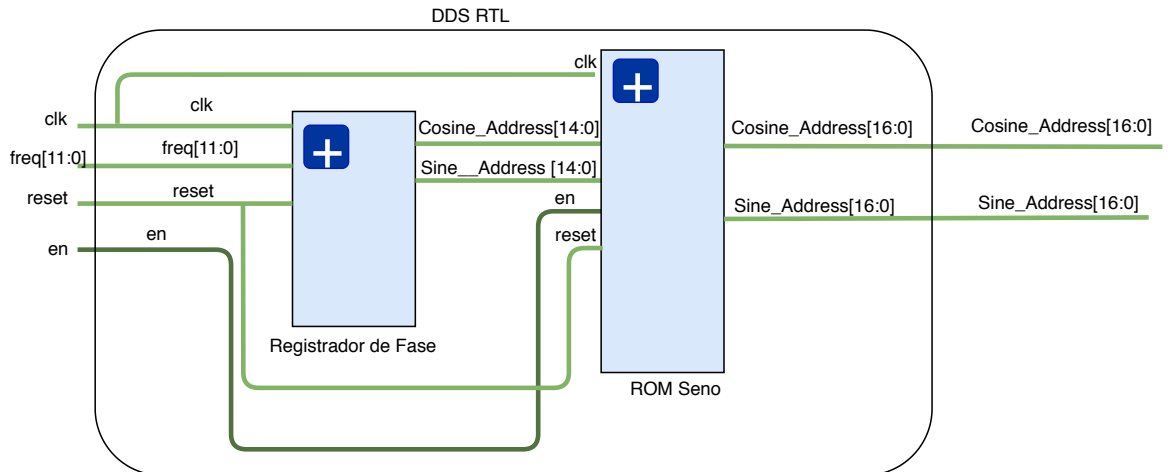 DDS RTL
clk
clk
clk
freq[11:0]
freq[11:0]
reset
reset
en
en
Cosine_Address[14:0]
Sine__Address [14:0]
en
reset
Cosine_Address[16:0]
Cosine_Address[16:0]
Sine_Address[16:0]
Sine_Address[16:0]
Registrador de Fase
ROM Seno